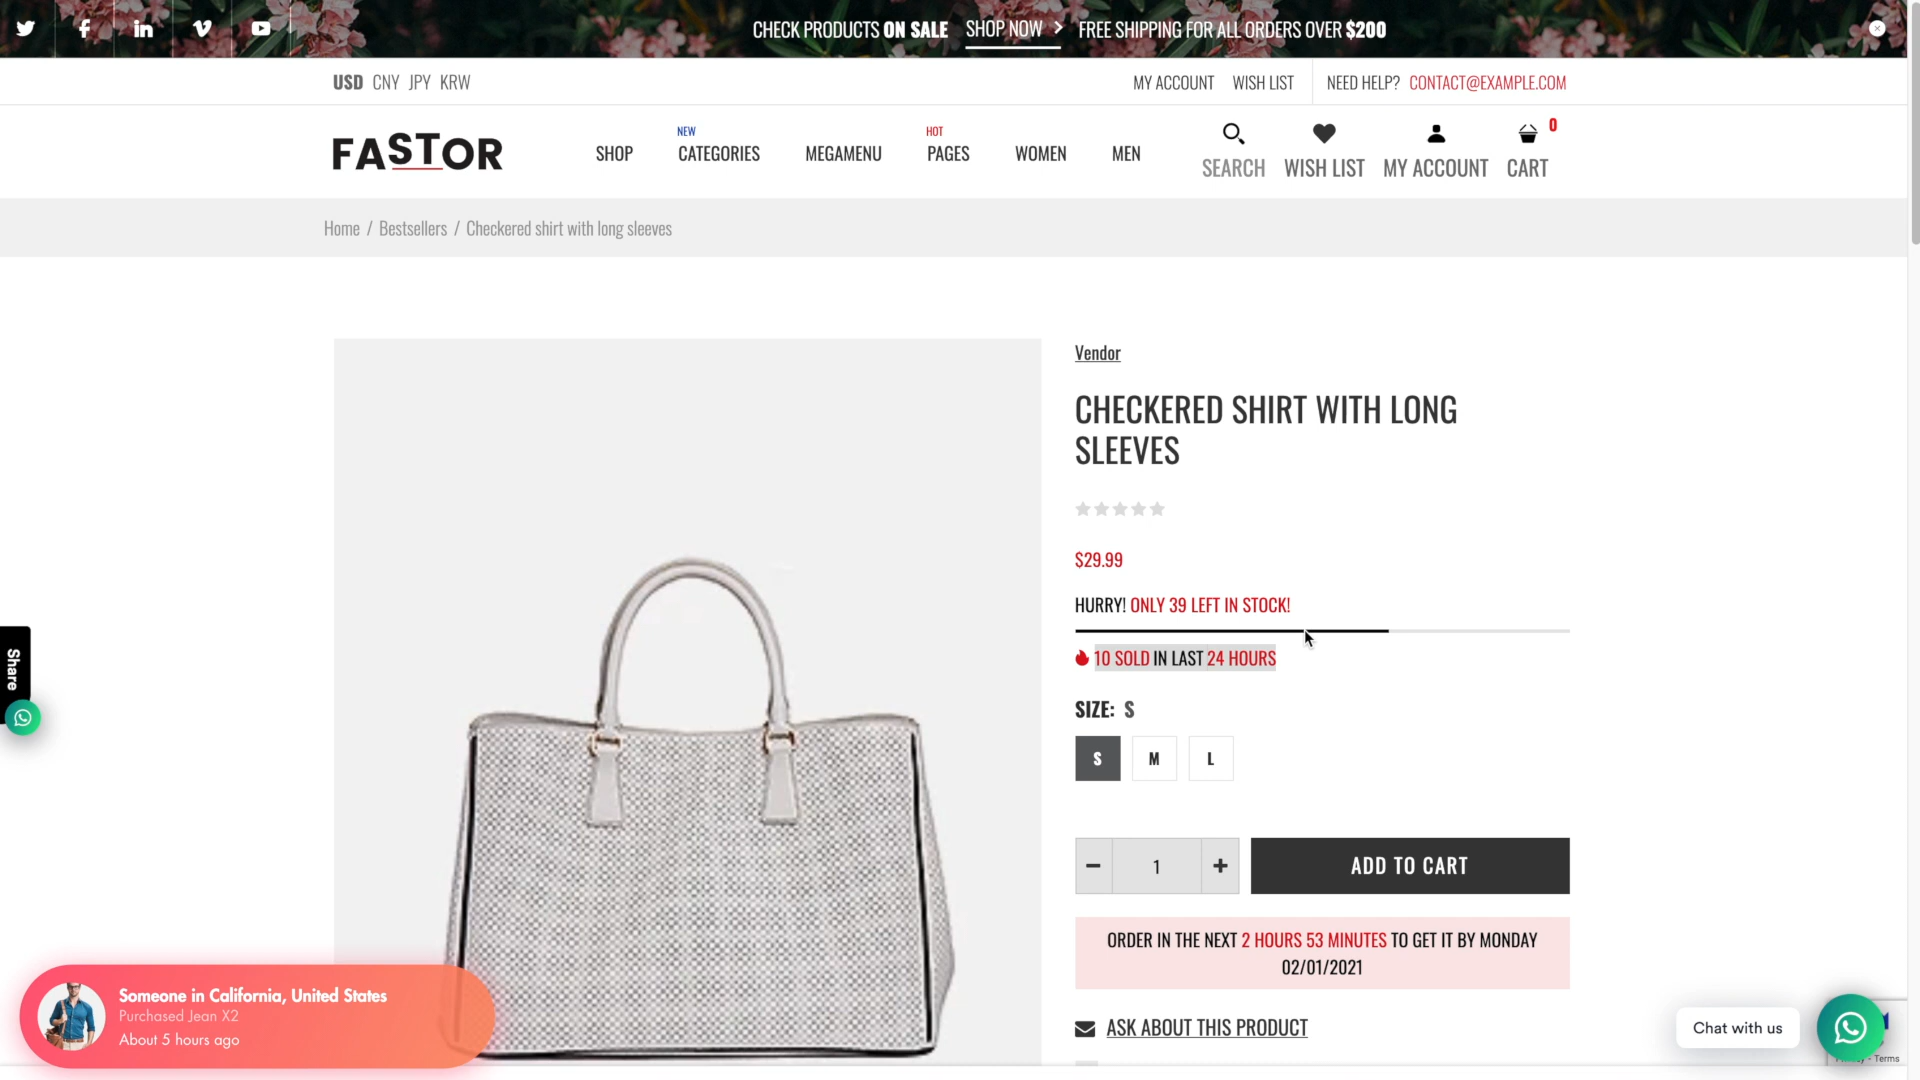 CHECK PRODUCTS ON SALE SHOP NOW FREE SHIPPING FOR ALL ORDERS OVER $200
USD CNY JPY KRW
MY ACCOUNT WISH LIST NEED HELP? CONTACT@EXAMPLE.COM
FASTOR
SHOP
NEW
CATEGORIES
MEGAMENU
HOT
PAGES
WOMEN
MEN
SEARCH
WISH LIST
MY ACCOUNT
0
CART
Home / Bestsellers / Checkered shirt with long sleeves
Vendor
CHECKERED SHIRT WITH LONG
SLEEVES
$29.99
HURRY! ONLY 39 LEFT IN STOCK!
10 SOLD IN LAST 24 HOURS
SIZE: S
S M L
1
ADD TO CART
ORDER IN THE NEXT 2 HOURS 53 MINUTES TO GET IT BY MONDAY
02/01/2021
ASK ABOUT THIS PRODUCT
Share
Someone in California, United States
Purchased Jean X2
About 5 hours ago
Chat with us
- Terms